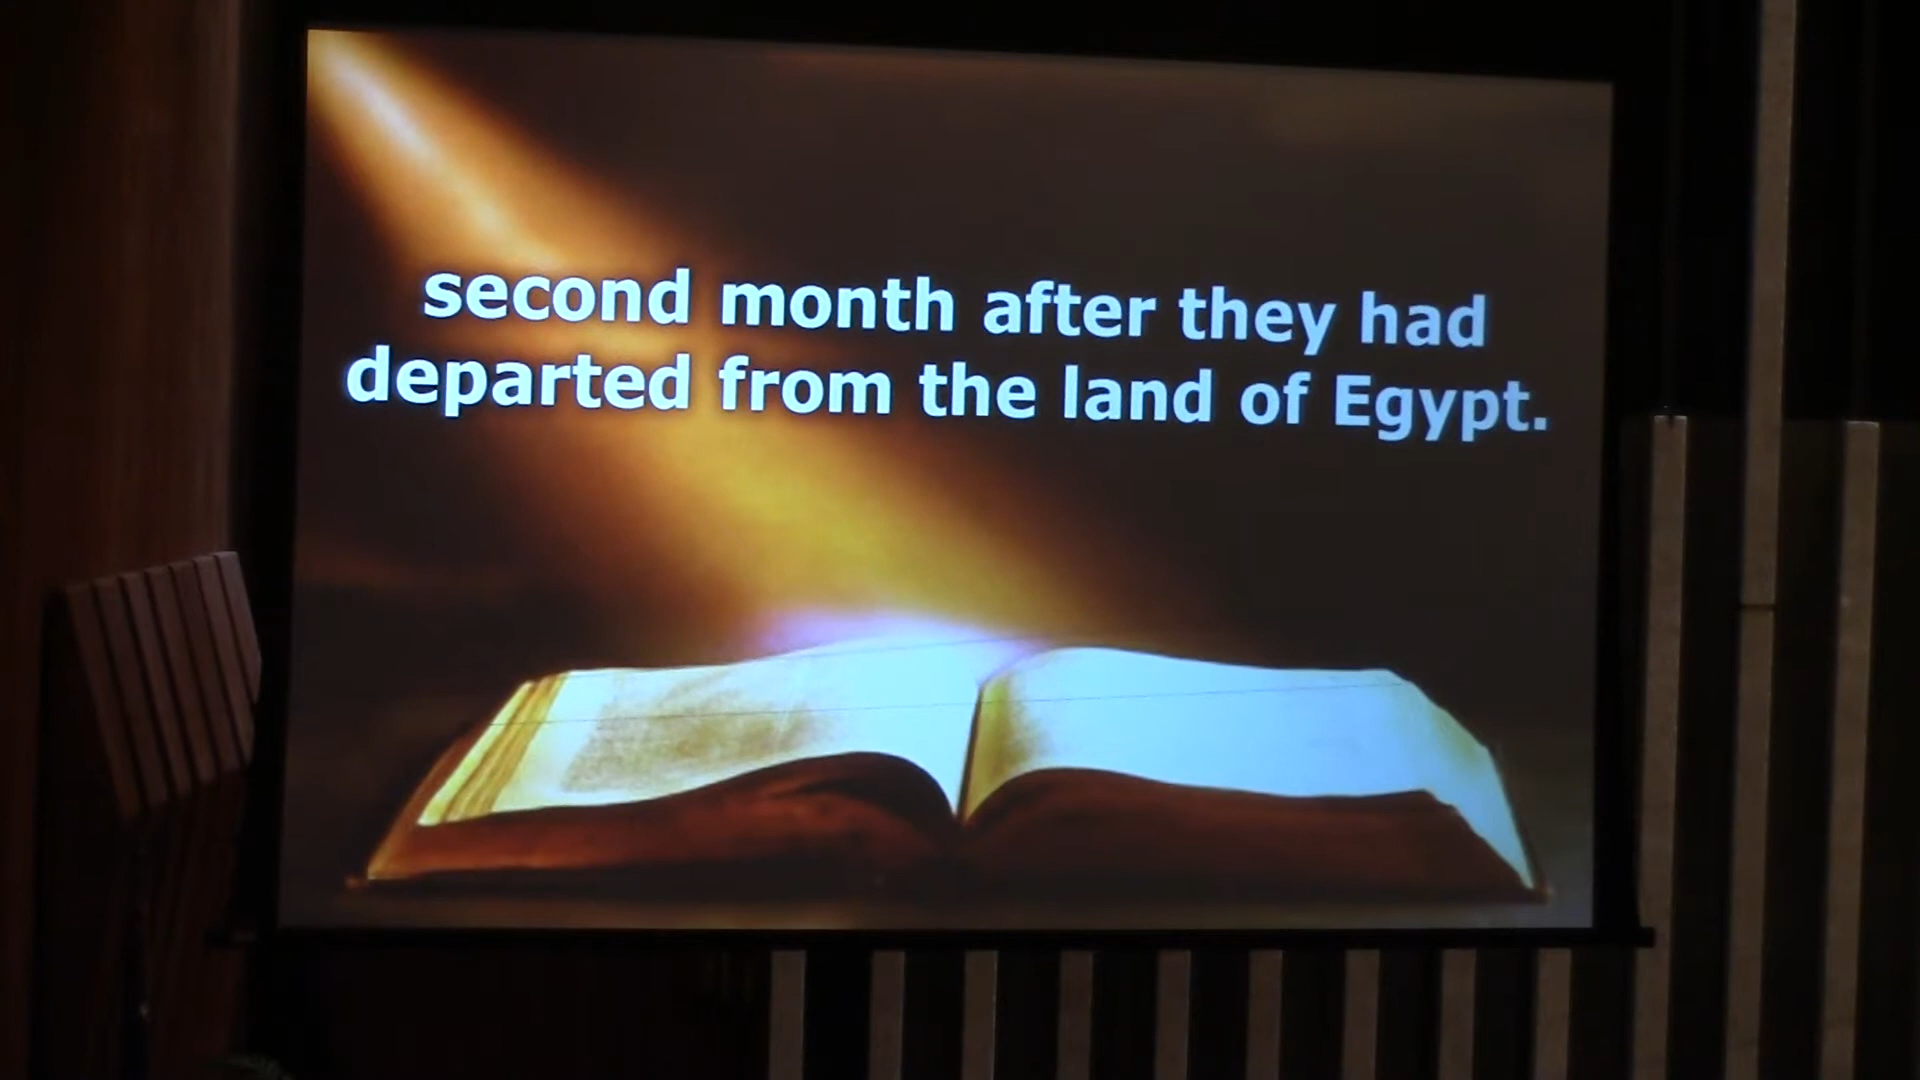 second month after they had
departed from the land of Egypt.